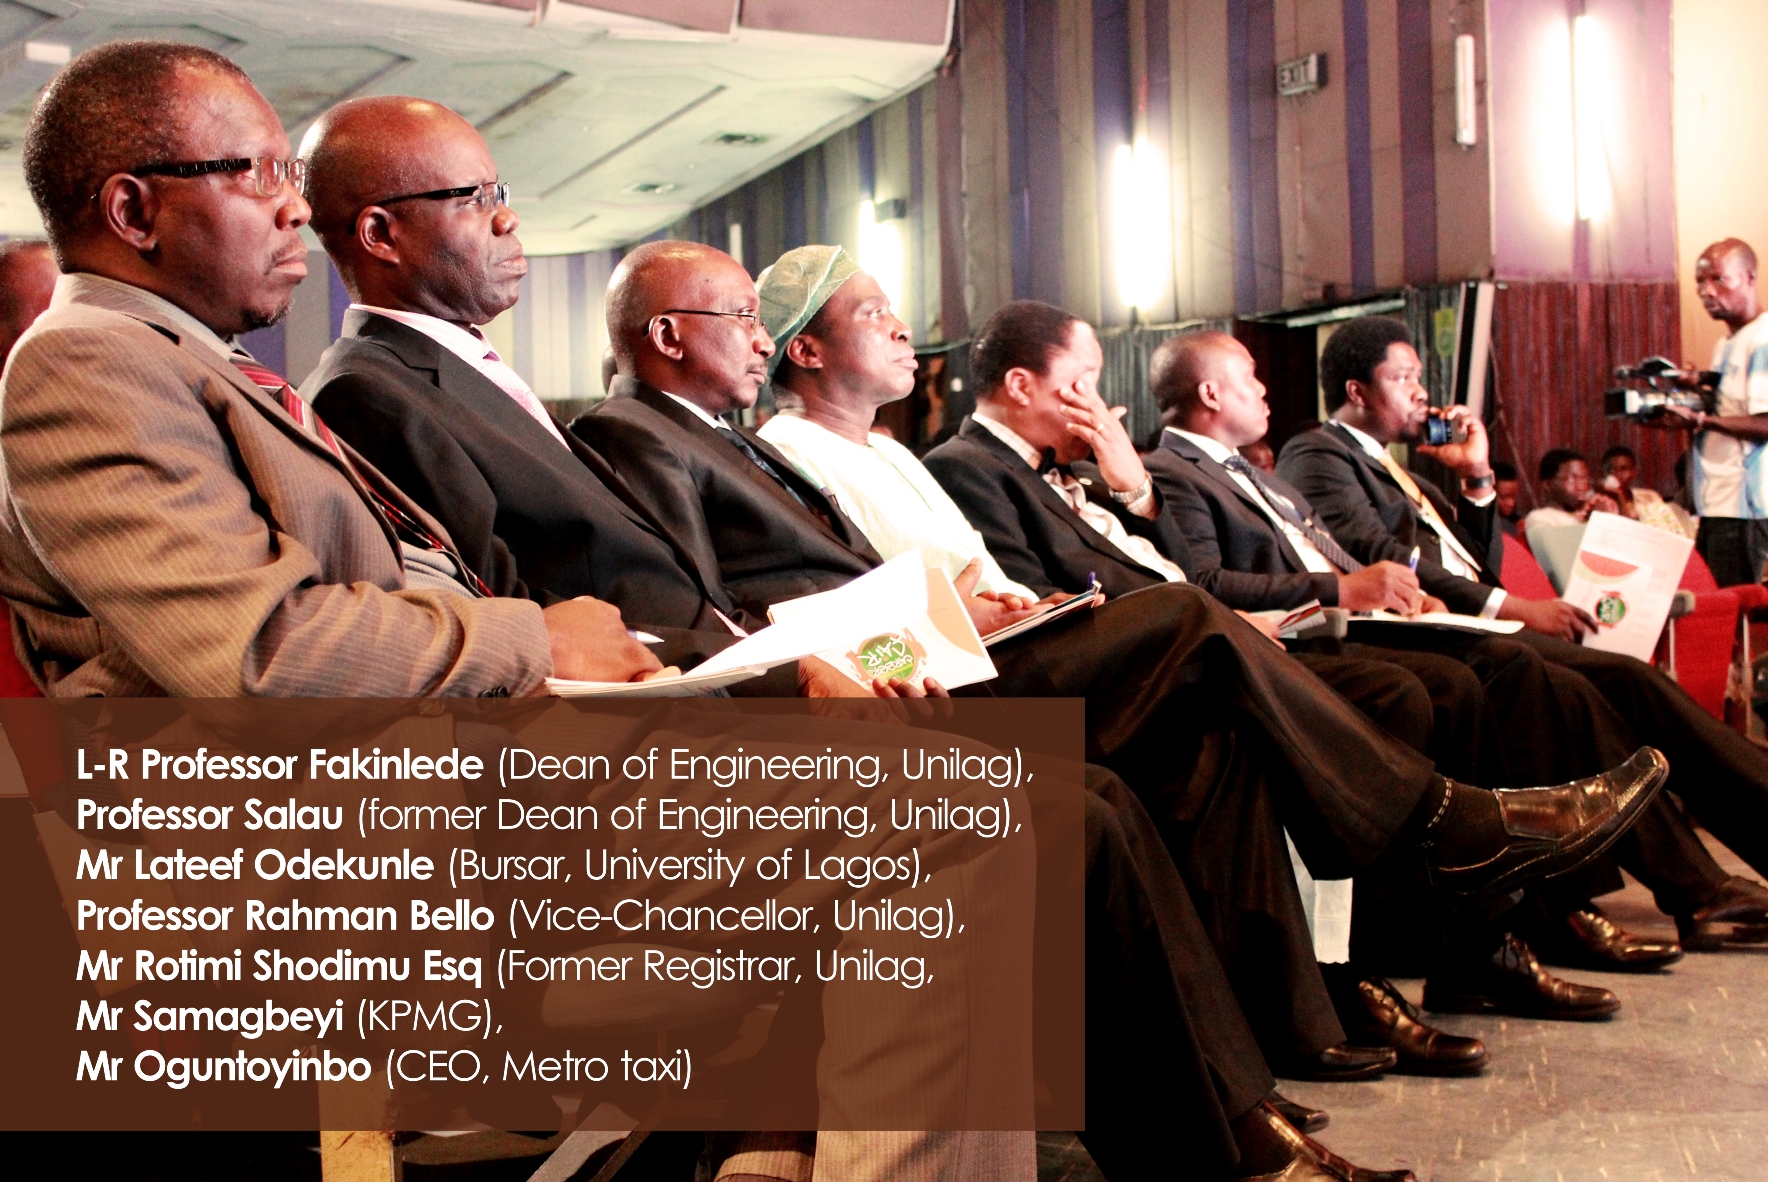 EXIT
CAREER
FAIR
L-R Professor Fakinlede (Dean of Engineering, Unilag),
Professor Salau (former Dean of Engineering, Unilag),
Mr Lateef Odekunle (Bursar, University of Lagos),
Professor Rahman Bello (Vice-Chancellor, Unilag),
Mr Rotimi Shodimu Esq (Former Registrar, Unilag,
Mr Samagbeyi (KPMG),
Mr Oguntoyinbo (CEO, Metro taxi)